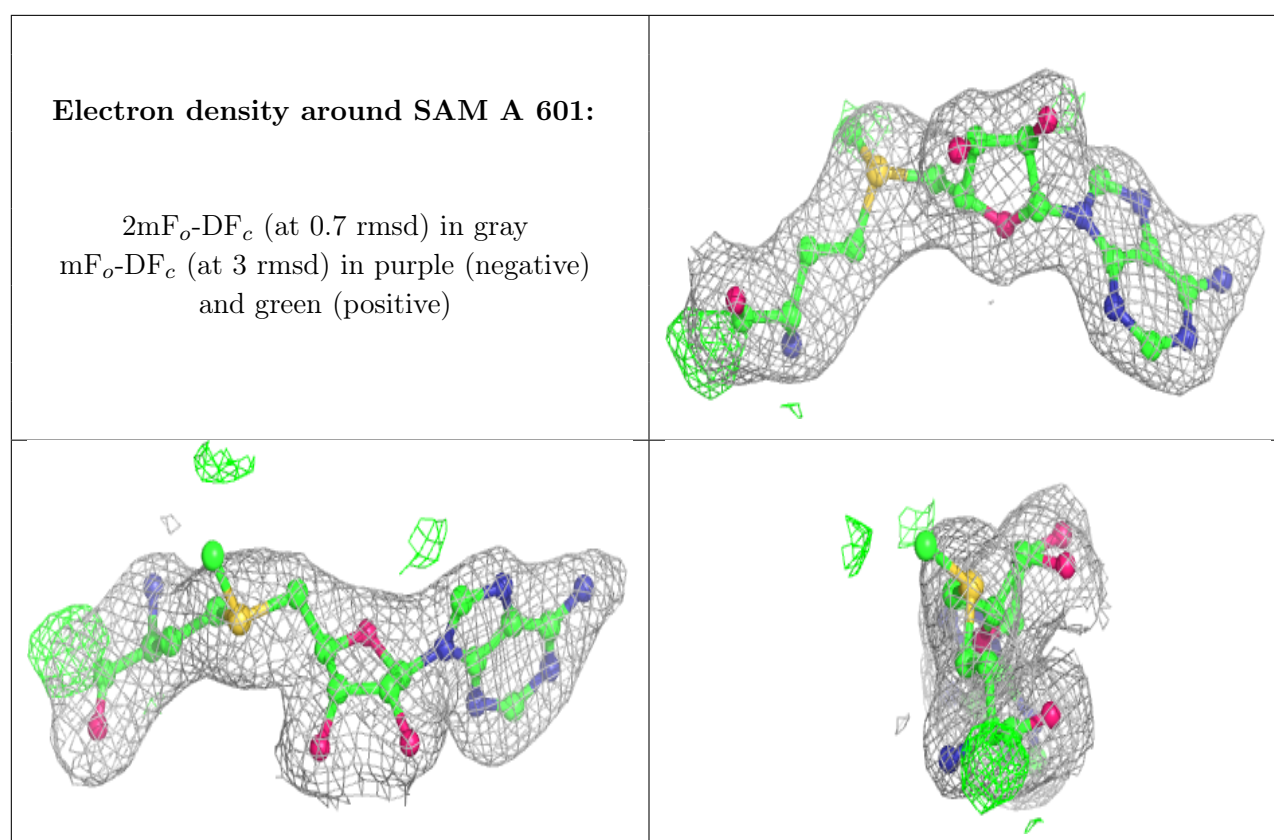 Electron density around SAM A 601:
2mFo-DFc (at 0.7 rmsd) in gray
mFo-DFc (at 3 rmsd) in purple (negative)
and green (positive)